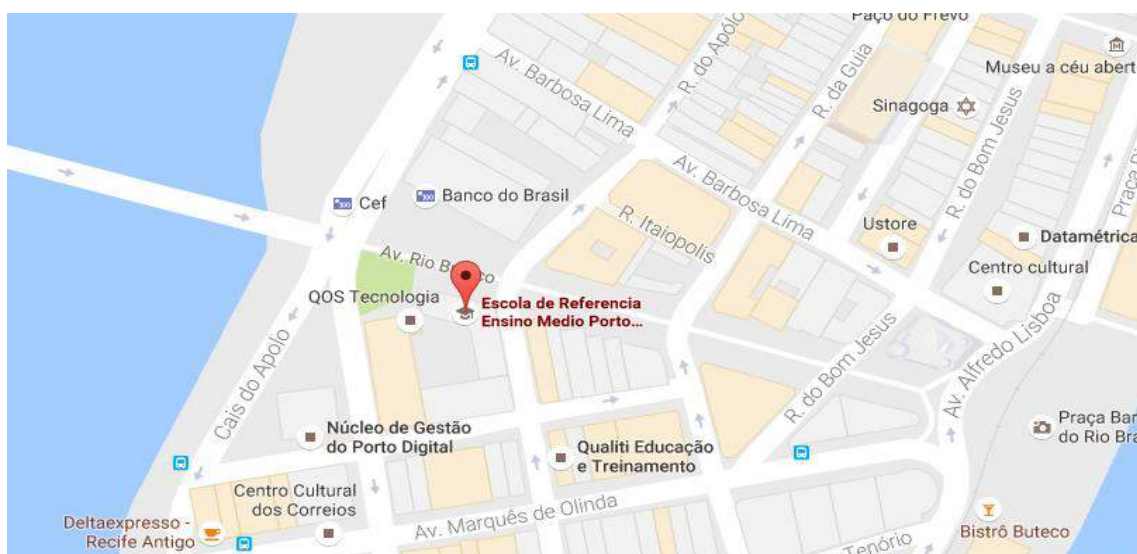 Paço do Frevo
Museu a céu abert
R. do Apólo
R. da Guia
Av. Barbosa Lima
Sinagoga
R. do Bom Jesus
Av. Barbosa Lima
Cef
Banco do Brasil
R. Itaiopolis
Ustore
Datamétrica
Centro cultural
Av. Rio B co
QOS Tecnologia
Escola de Referencia
Ensino Medio Porto...
Cais do Apolo
R. do Bom Jesus
Av. Alfredo Lisboa
Núcleo de Gestão
do Porto Digital
Qualiti Educação
e Treinamento
Praça Bar
do Rio Bra
Centro Cultural
dos Correios
Av. Marquês de Olinda
Deltaexpresso -
Recife Antigo
Bistrô Buteco
Tenório